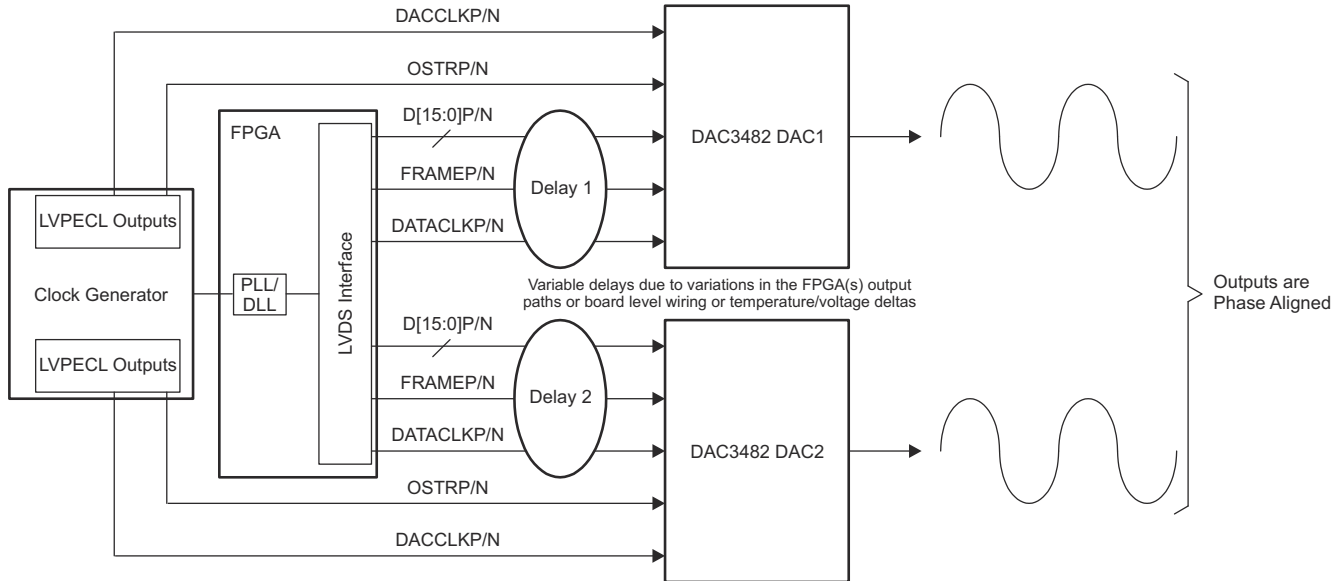 DACCLKP/N
OSTRP/N
FPGA
D[15:0]P/N
FRAMEP/N
DATACLKP/N
Delay 1
DAC3482 DAC1
LVPECL Outputs
Clock Generator
LVPECL Outputs
PLL/
DLL
LVDS Interface
Variable delays due to variations in the FPGA(s) output
paths or board level wiring or temperature/voltage deltas
Outputs are
Phase Aligned
D[15:0]P/N
FRAMEP/N
DATACLKP/N
Delay 2
DAC3482 DAC2
OSTRP/N
DACCLKP/N